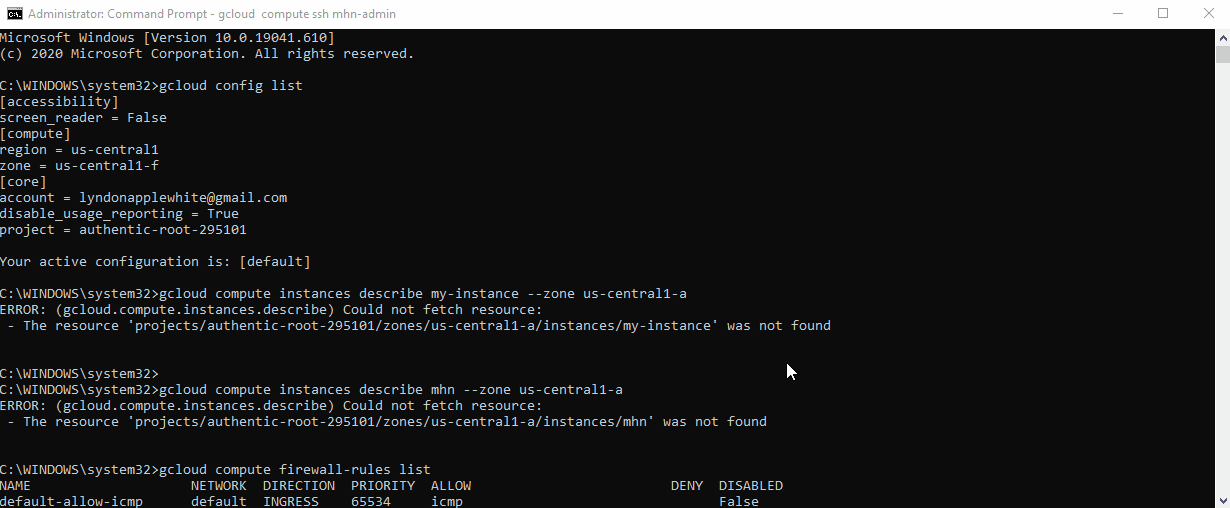 Administrator: Command Prompt - gcloud  compute ssh mhn-admin
Microsoft Windows [Version 10.0.19041.610]
(c) 2020 Microsoft Corporation. All rights reserved.
C:\WINDOWS\system32>gcloud config list
[accessibility]
screen_reader = False
[compute]
region = us-central1
zone = us-central1-f
[core]
account = lyndonapplewhite@gmail.com
disable_usage_reporting = True
project = authentic-root-295101
Your active configuration is: [default]
C:\WINDOWS\system32>gcloud compute instances describe my-instance --zone us-central1-a
ERROR: (gcloud.compute.instances.describe) Could not fetch resource:
 - The resource 'projects/authentic-root-295101/zones/us-central1-a/instances/my-instance' was not found
C:\WINDOWS\system32>
C:\WINDOWS\system32>gcloud compute instances describe mhn --zone us-central1-a
ERROR: (gcloud.compute.instances.describe) Could not fetch resource:
 - The resource 'projects/authentic-root-295101/zones/us-central1-a/instances/mhn' was not found
C:\WINDOWS\system32>gcloud compute firewall-rules list
NAME                    NETWORK  DIRECTION  PRIORITY  ALLOW                         DENY  DISABLED
default-allow-icmp      default  INGRESS    65534     icmp                                False